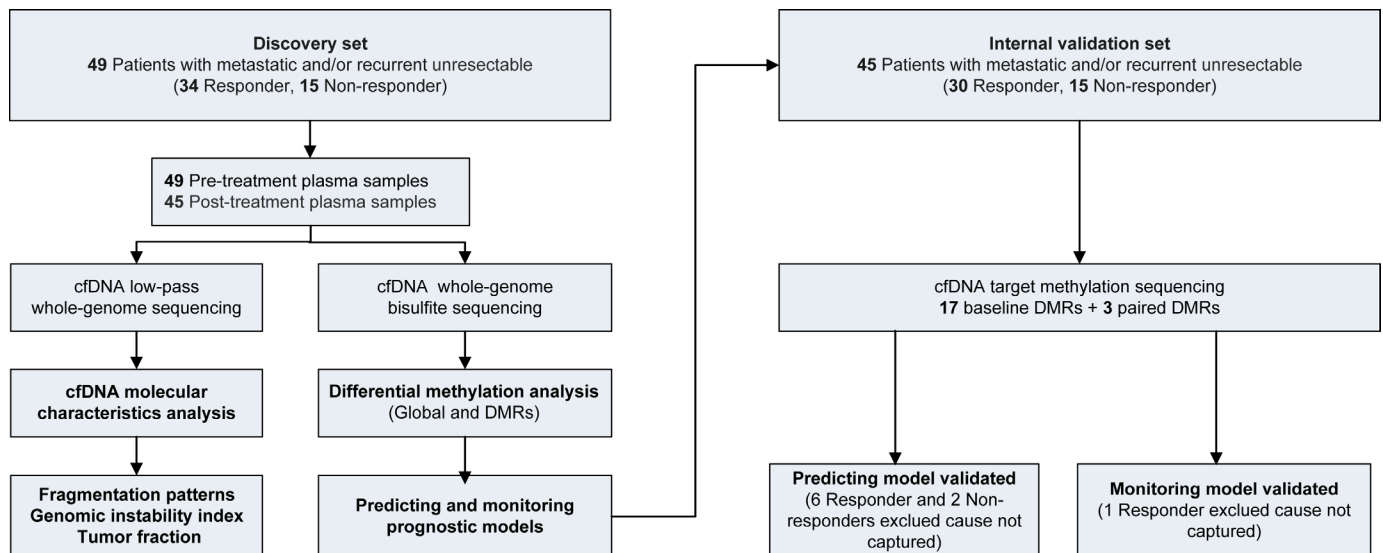 Discovery set
49 Patients with metastatic and/or recurrent unresectable
(34 Responder, 15 Non-responder)
49 Pre-treatment plasma samples
45 Post-treatment plasma samples
cfDNA low-pass
whole-genome sequencing
cfDNA whole-genome
bisulfite sequencing
cfDNA molecular
characteristics analysis
Differential methylation analysis
(Global and DMRs)
Fragmentation patterns
Genomic instability index
Tumor fraction
Predicting and monitoring
prognostic models
Internal validation set
45 Patients with metastatic and/or recurrent unresectable
(30 Responder, 15 Non-responder)
cfDNA target methylation sequencing
17 baseline DMRs + 3 paired DMRs
Predicting model validated
(6 Responder and 2 Non-
responders exclued cause not
captured)
Monitoring model validated
(1 Responder exclued cause not
captured)